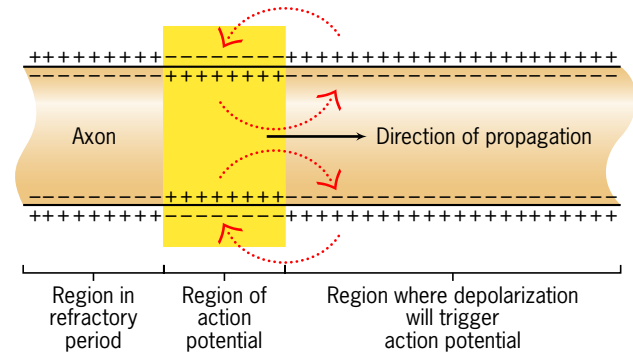 ++++++++ ––––––– +++++++++++++++++++
–––––––– +++++++ –––––––––––––––––––
Axon
Direction of propagation
–––––––– +++++++ –––––––––––––––––––
++++++++ ––––––– +++++++++++++++++++
Region in
refractory
period
Region of
action
potential
Region where depolarization
will trigger
action potential